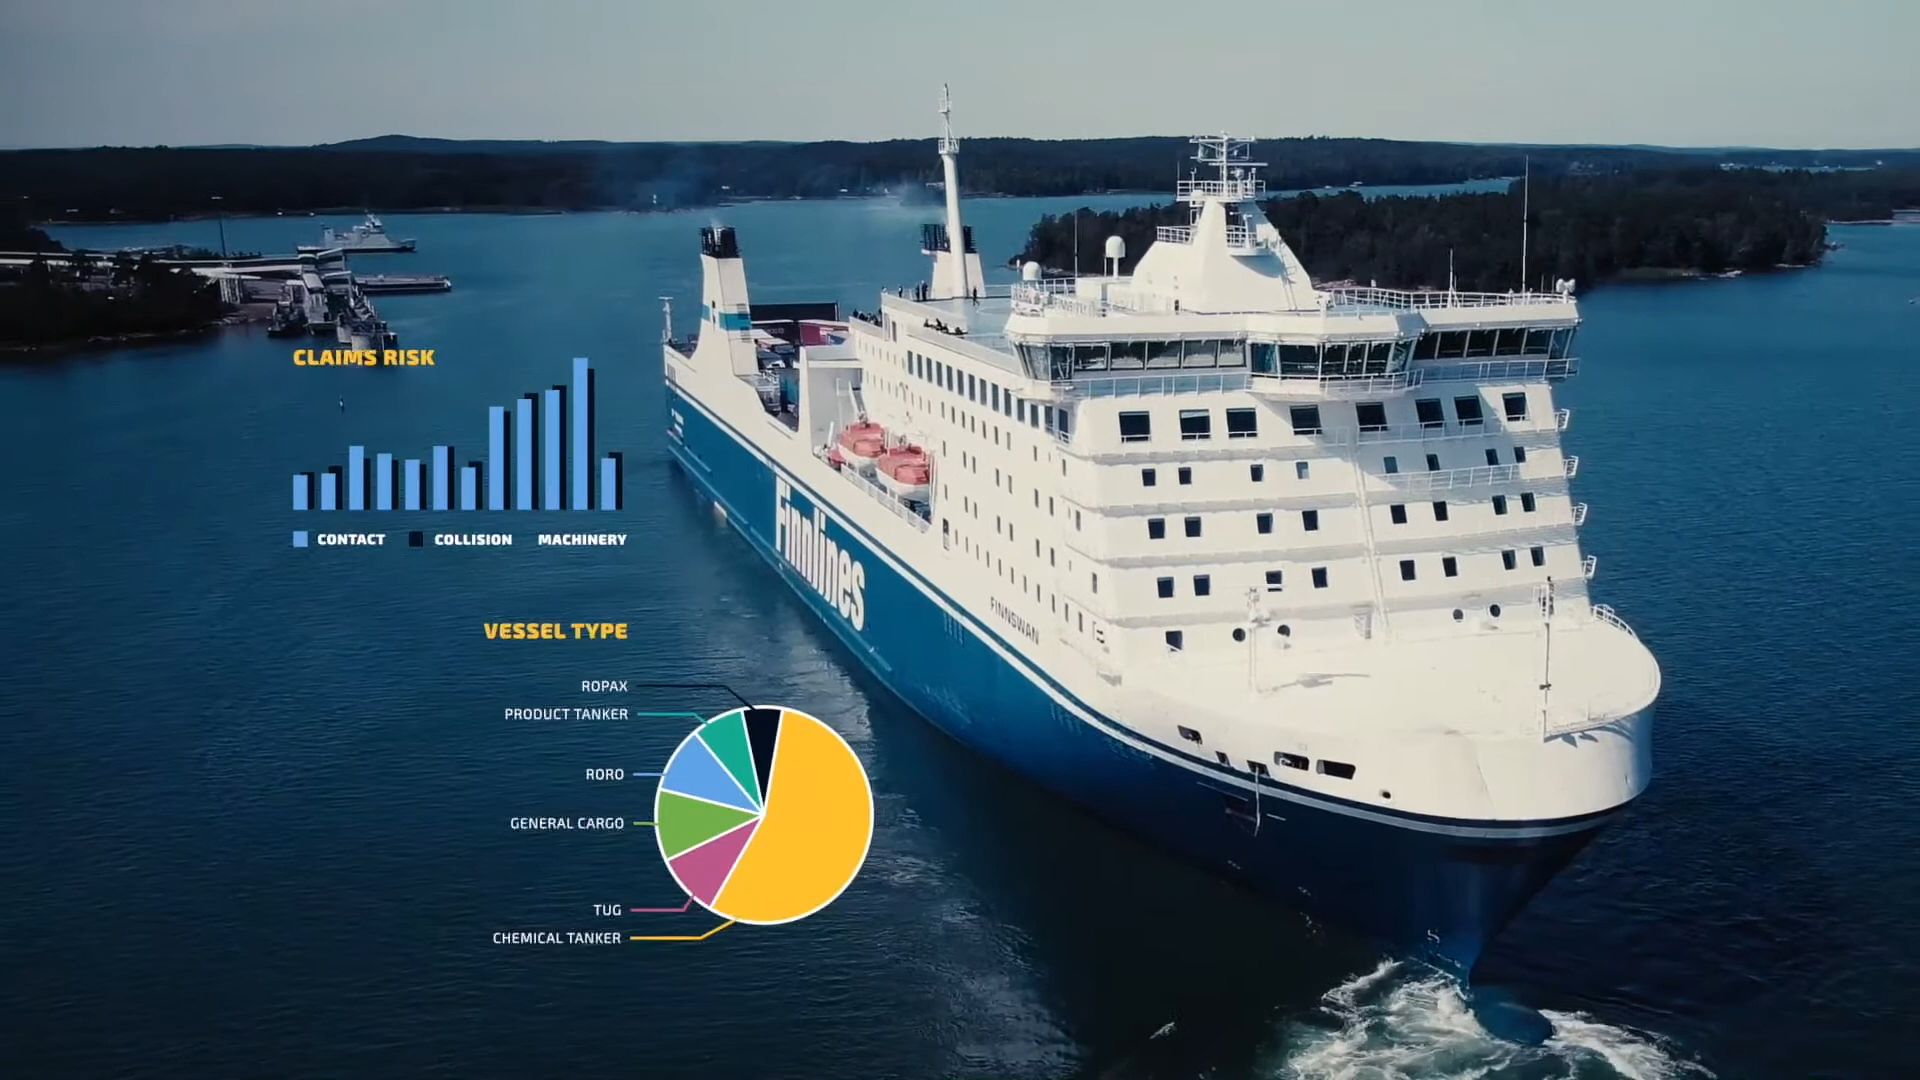 CLAIMS RISK
CONTACT COLLISION MACHINERY
VESSEL TYPE
ROPAX
PRODUCT TANKER
RORO
GENERAL CARGO
TUG
CHEMICAL TANKER
Finnlines
FINNSWAN